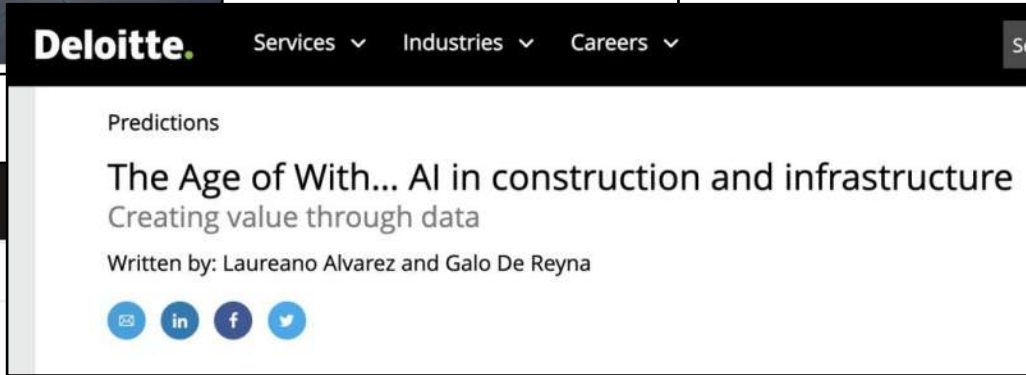 Deloitte. Services Industries Careers
Predictions
The Age of With... AI in construction and infrastructure
Creating value through data
Written by: Laureano Alvarez and Galo De Reyna
in f